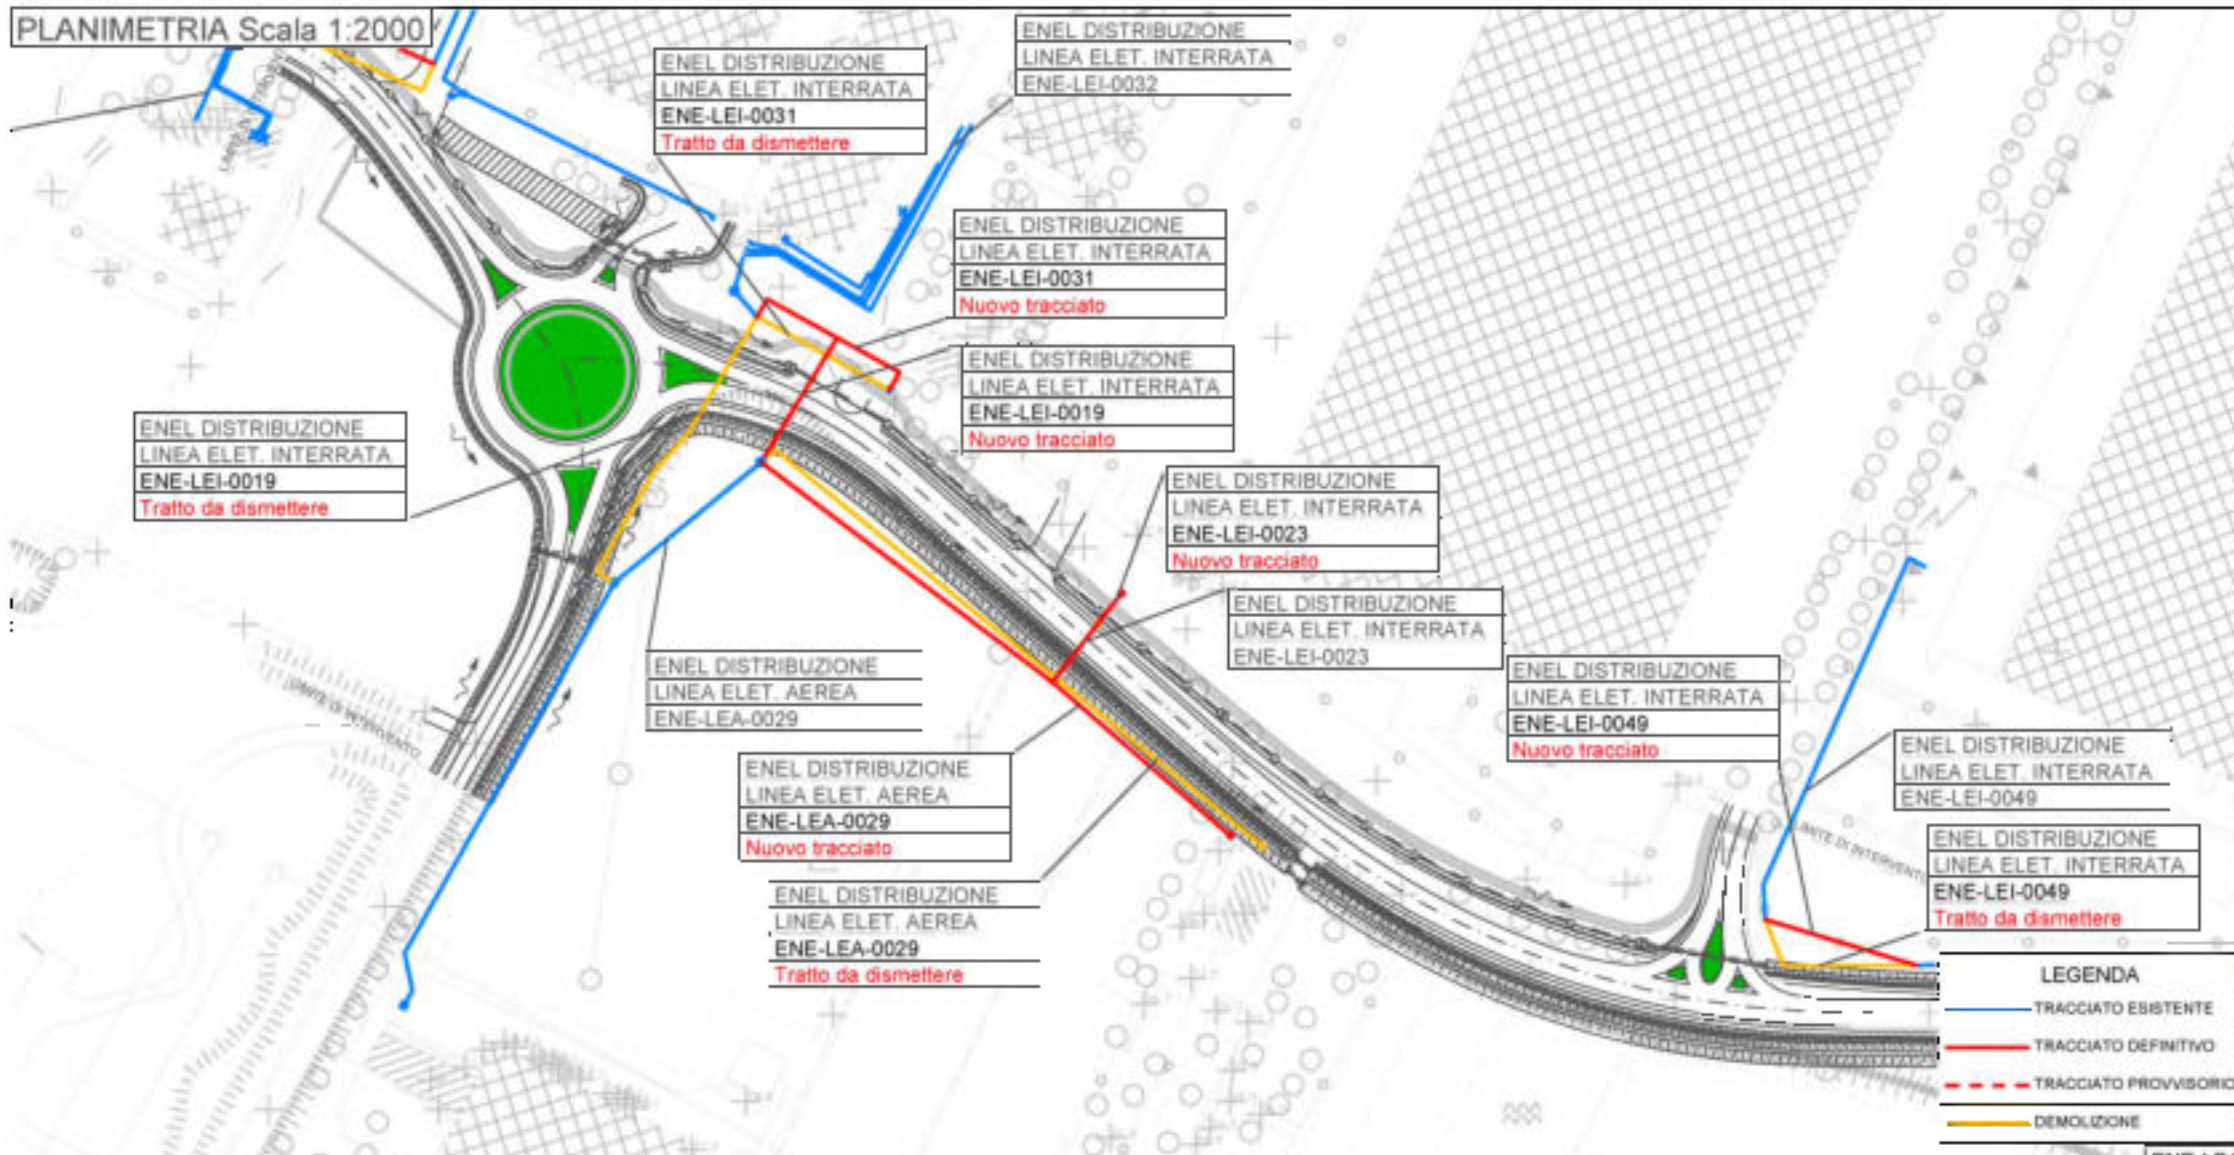 PLANIMETRIA Scala 1:2000
ENEL DISTRIBUZIONE
LINEA ELET. INTERRATA
ENE-LEI-0031
Tratto da dismettere
ENEL DISTRIBUZIONE
LINEA ELET. INTERRATA
ENE-LEI-0032
ENEL DISTRIBUZIONE
LINEA ELET. INTERRATA
ENE-LEI-0031
Nuovo tracciato
ENEL DISTRIBUZIONE
LINEA ELET. INTERRATA
ENE-LEI-0019
Nuovo tracciato
ENEL DISTRIBUZIONE
LINEA ELET. INTERRATA
ENE-LEI-0019
Tratto da dismettere
ENEL DISTRIBUZIONE
LINEA ELET. INTERRATA
ENE-LEI-0023
Nuovo tracciato
ENEL DISTRIBUZIONE
LINEA ELET. INTERRATA
ENE-LEI-0023
ENEL DISTRIBUZIONE
LINEA ELET. AEREA
ENE-LEA-0029
LIMITE DI INTERVENTO
ENEL DISTRIBUZIONE
LINEA ELET. INTERRATA
ENE-LEI-0049
Nuovo tracciato
ENEL DISTRIBUZIONE
LINEA ELET. INTERRATA
ENE-LEI-0049
ENEL DISTRIBUZIONE
LINEA ELET. AEREA
ENE-LEA-0029
Nuovo tracciato
ENEL DISTRIBUZIONE
LINEA ELET. INTERRATA
ENE-LEI-0049
Tratto da dismettere
ENEL DISTRIBUZIONE
LINEA ELET. AEREA
ENE-LEA-0029
Tratto da dismettere
LEGENDA
TRACCIATO ESISTENTE
TRACCIATO DEFINITIVO
TRACCIATO PROVVISORIO
DEMOLIZIONE